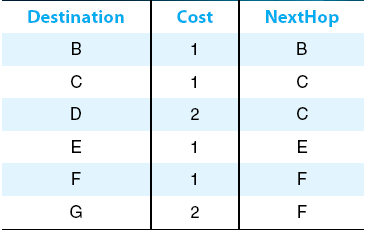 Destination Cost NextHop
B 1 B
C 1 C
D 2 C
E 1 E
F 1 F
G 2 F